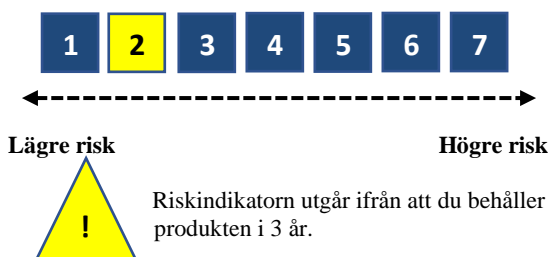 1 2 3 4 5 6 7
Lägre risk Högre risk
! Riskindikatorn utgår ifrån att du behåller
produkten i 3 år.